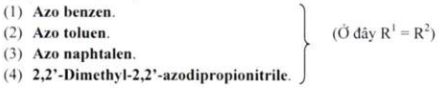 (1) Azo benzen.
(2) Azo toluen.
(3) Azo naphtalen.
(4) 2,2'-Dimethyl-2,2'-azodipropionitrile.
(Ở đây R¹ = R²)